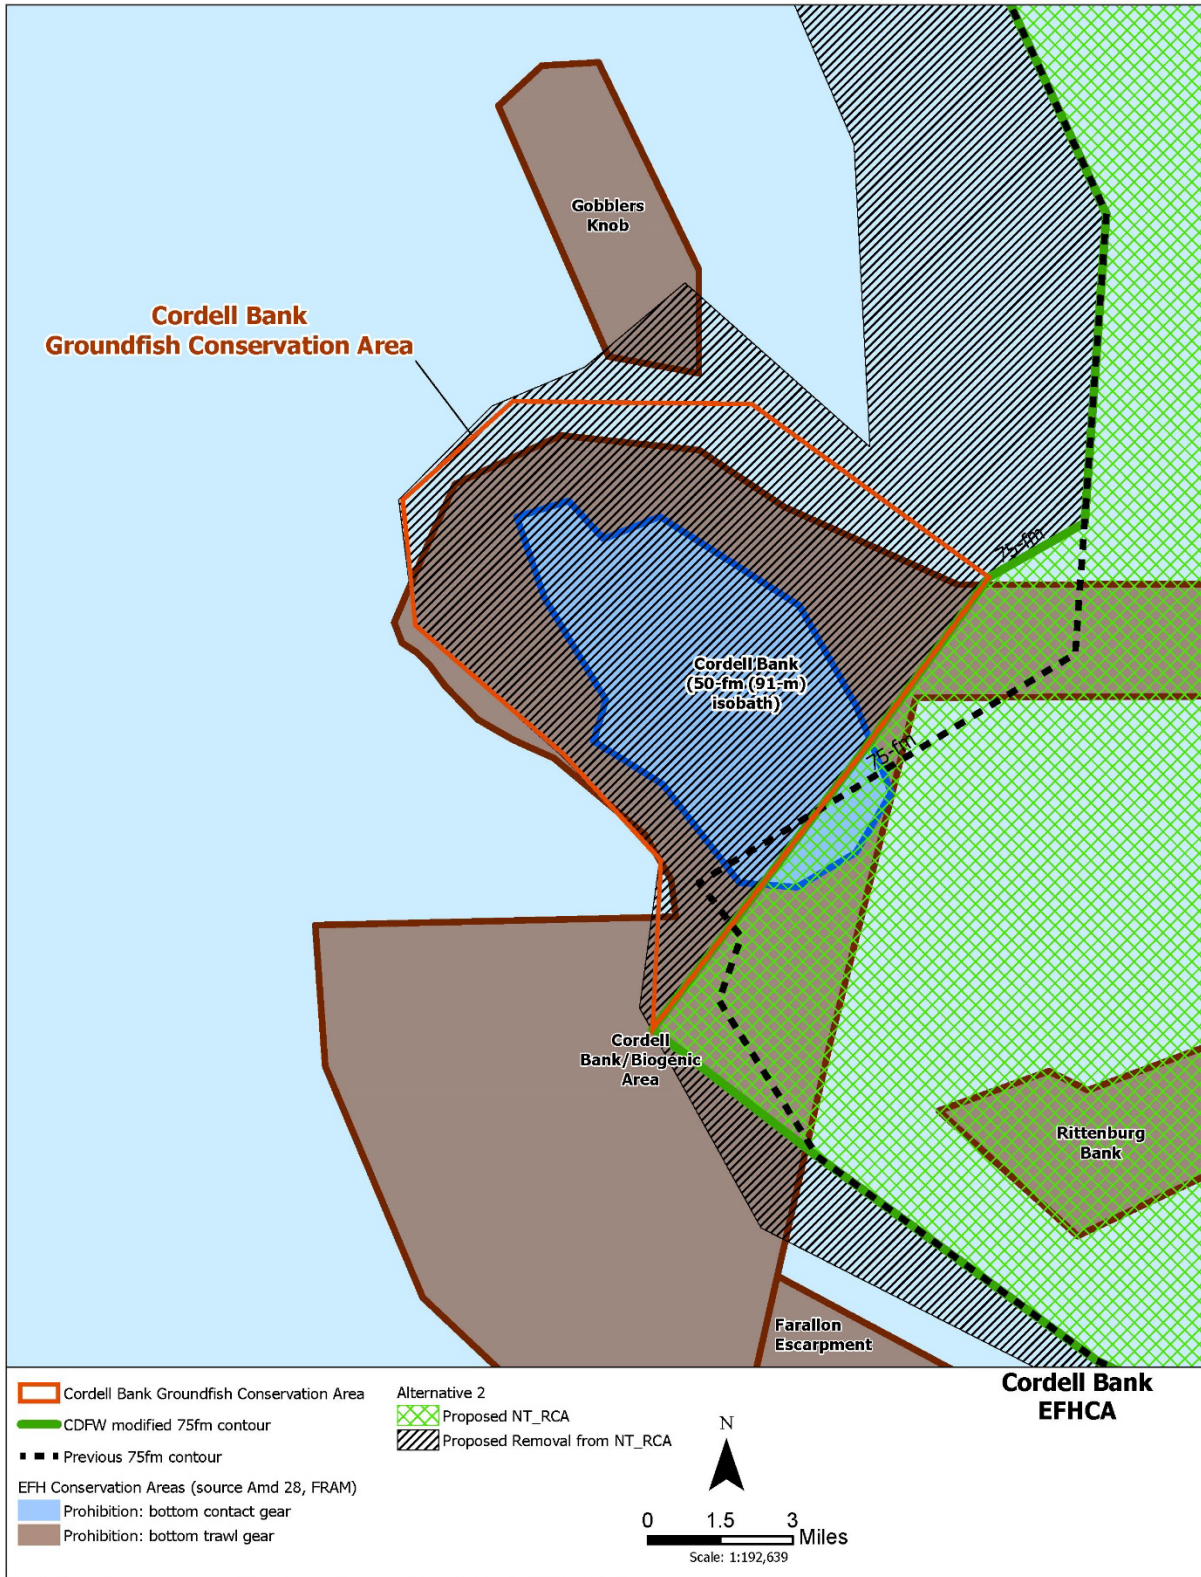 Gobblers
Knob
Cordell Bank
Groundfish Conservation Area
75-fm
Cordell Bank
(50-fm (91-m)
isobath)
75-fm
Cordell
Bank/Biogenic
Area
Rittenburg
Bank
Farallon
Escarpment
Cordell Bank
EFHCA
Cordell Bank Groundfish Conservation Area
CDFW modified 75fm contour
Previous 75fm contour
EFH Conservation Areas (source Amd 28, FRAM)
Prohibition: bottom contact gear
Prohibition: bottom trawl gear
Alternative 2
Proposed NT_RCA
Proposed Removal from NT_RCA
N
0 1.5 3
Miles
Scale: 1:192,639